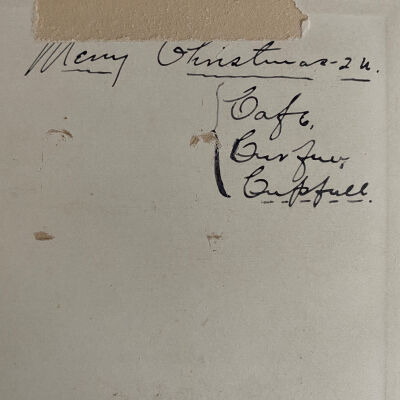 Merry Christmas - 2 u.
Cafe,
Curfew,
Cupfull.